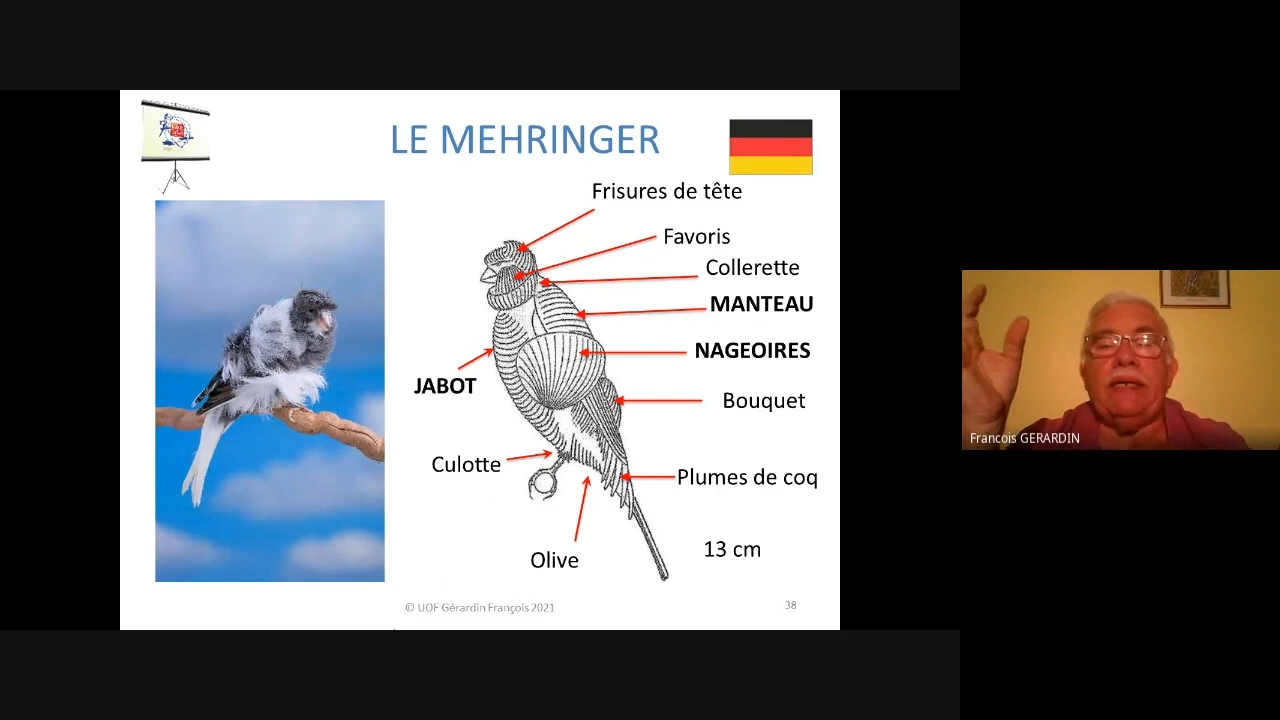 LE MEHRINGER
Frisures de tête
Favoris
Collerette
MANTEAU
NAGEOIRES
JABOT
Bouquet
Culotte
Plumes de coq
Olive
13 cm
© UOF Gérardin François 2021
38
Francois GERARDIN